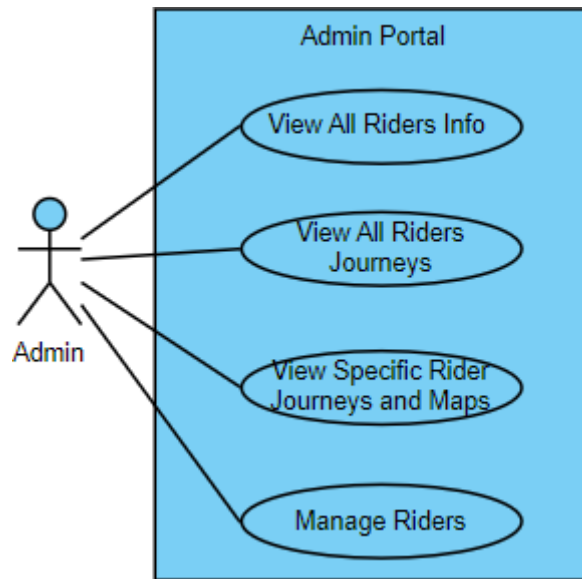 Admin Portal
View All Riders Info
View All Riders
Journeys
Admin
View Specific Rider
Journeys and Maps
Manage Riders